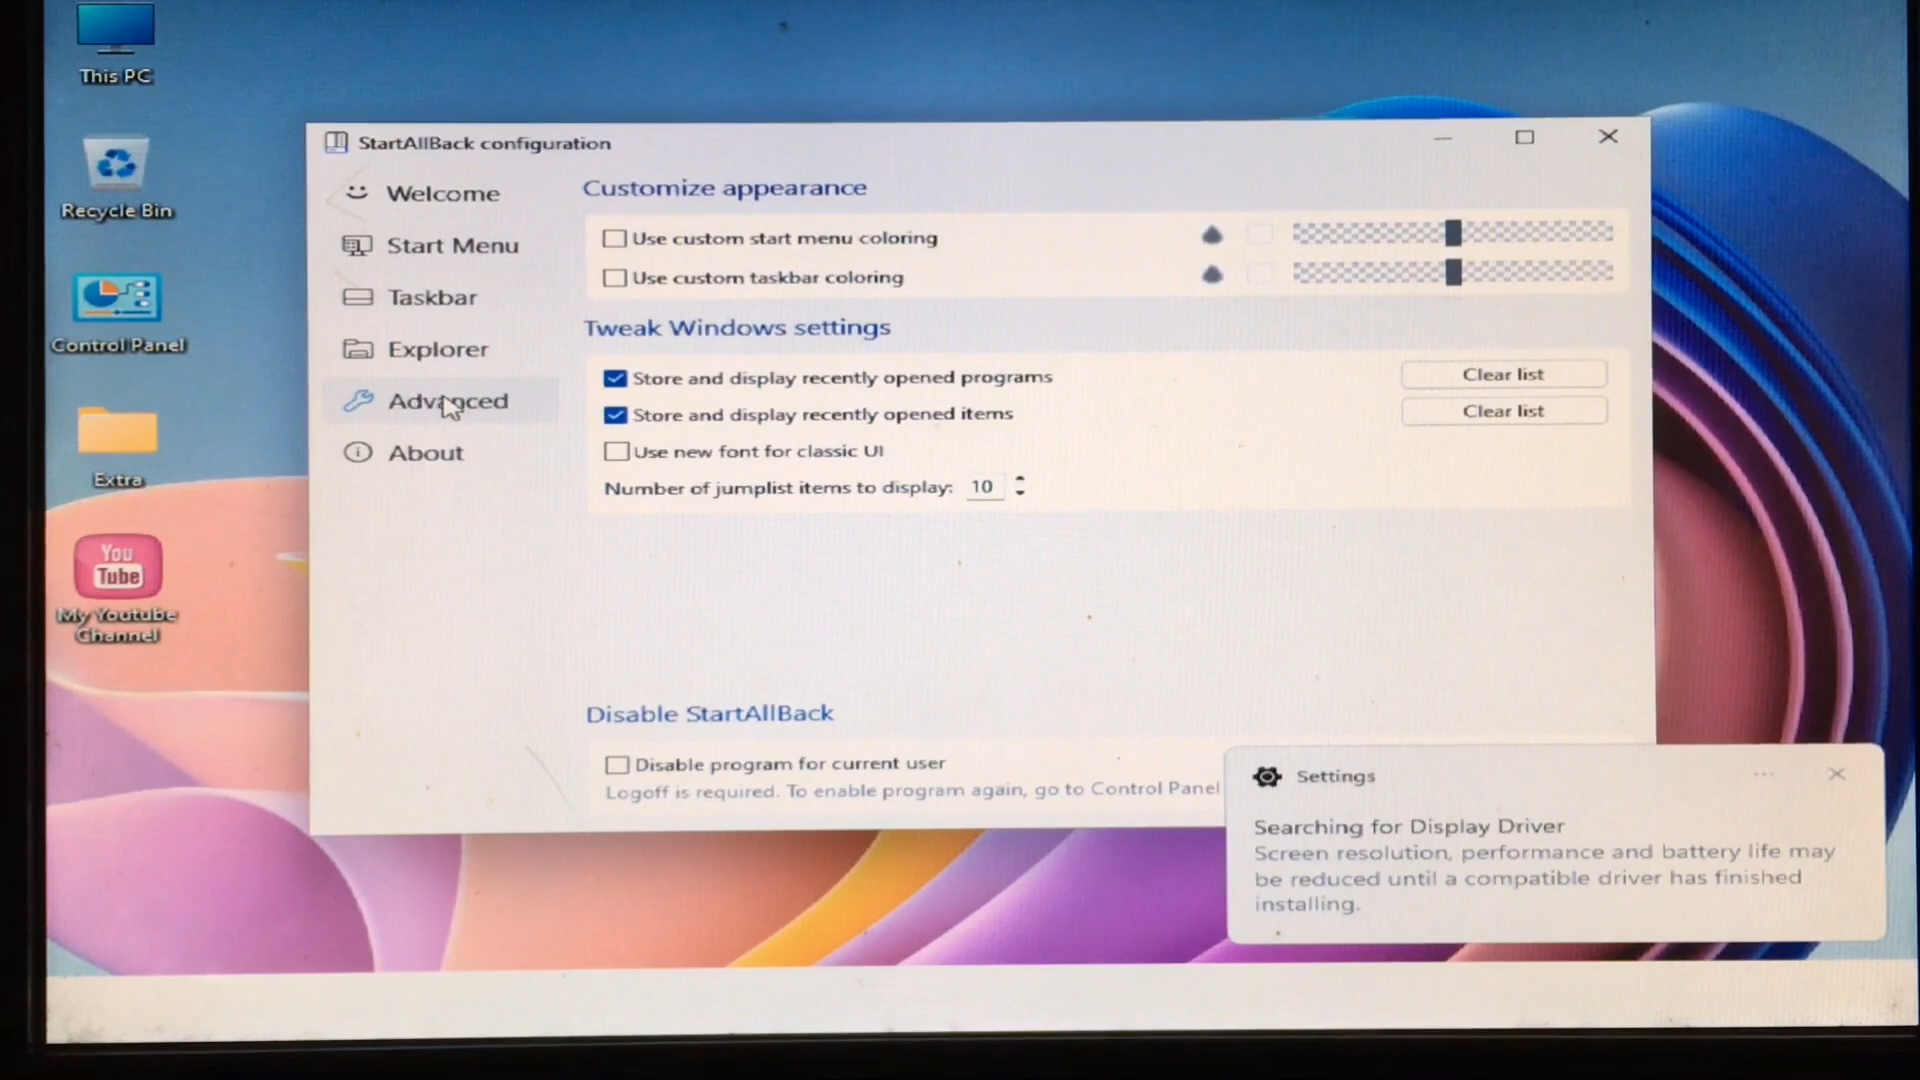 This PC
Recycle Bin
Control Panel
Extra
You
Tube
My Youtube
Channel
StartAllBack configuration
Welcome
Start Menu
Taskbar
Explorer
Advanced
About
Customize appearance
Use custom start menu coloring
Use custom taskbar coloring
Tweak Windows settings
Store and display recently opened programs
Clear list
Store and display recently opened items
Clear list
Use new font for classic UI
Number of jumplist items to display: 10
Disable StartAllBack
Disable program for current user
Logoff is required. To enable program again, go to Control Panel
Settings
Searching for Display Driver
Screen resolution, performance and battery life may
be reduced until a compatible driver has finished
installing.